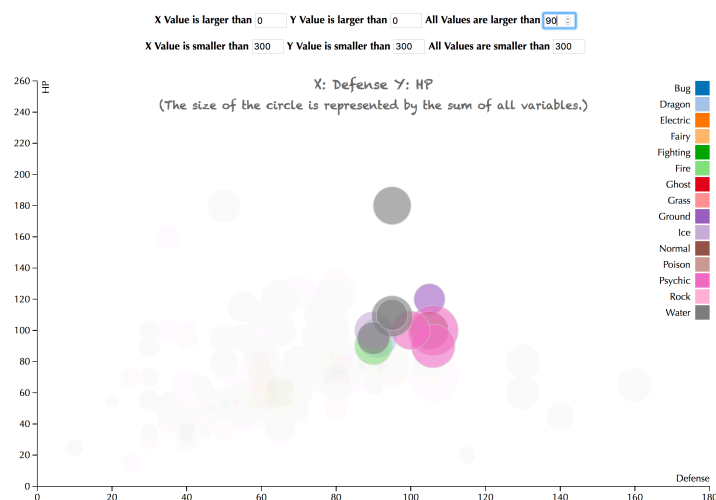 X Value is larger than 0 Y Value is larger than 0 All Values are larger than 90
X Value is smaller than 300 Y Value is smaller than 300 All Values are smaller than 300
X: Defense Y: HP
(The size of the circle is represented by the sum of all variables.)
HP
260
240
220
200
180
160
140
120
100
80
60
40
20
0
0 20 40 60 80 100 120 140 160 180
Defense
Bug
Dragon
Electric
Fairy
Fighting
Fire
Ghost
Grass
Ground
Ice
Normal
Poison
Psychic
Rock
Water